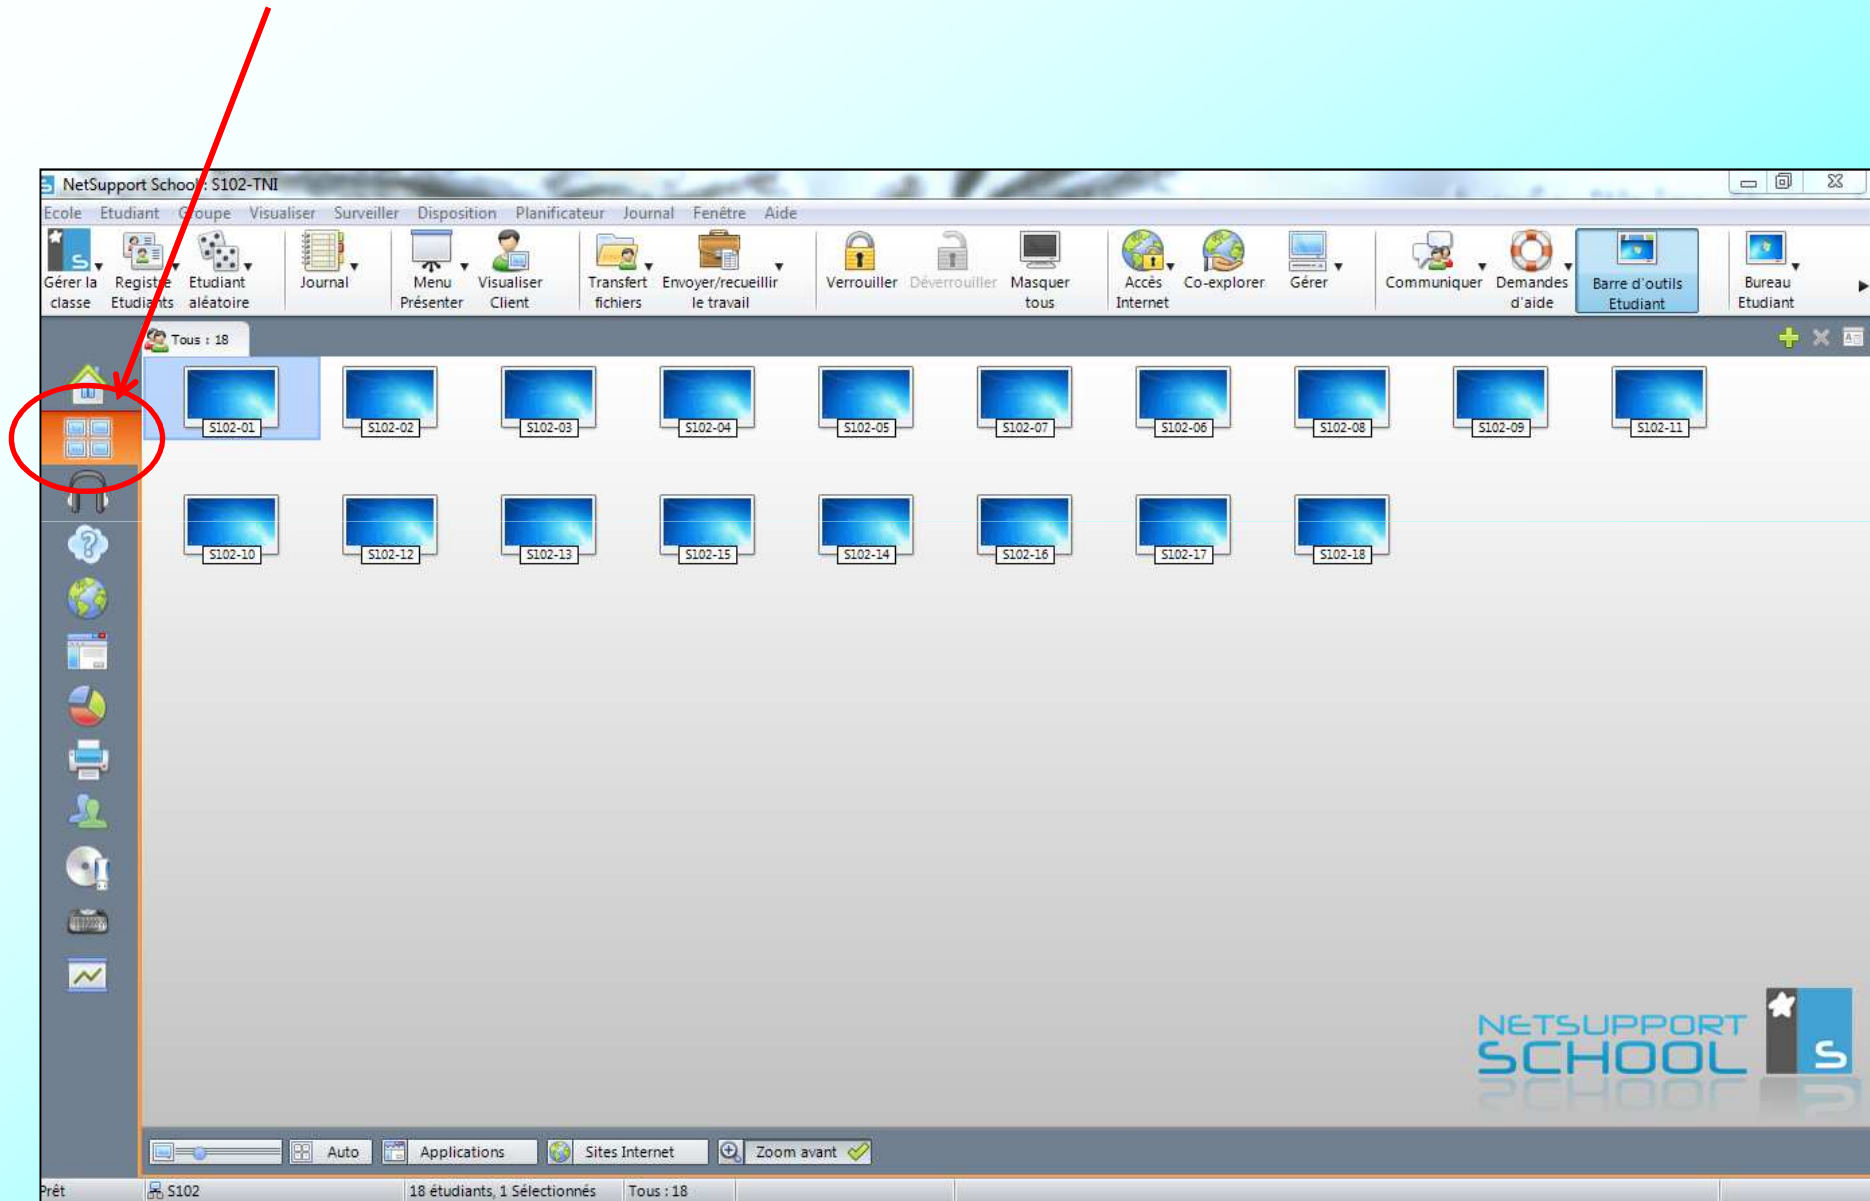 NetSupport School : S102-TNI
Ecole Etudiant Groupe Visualiser Surveiller Disposition Planificateur Journal Fenêtre Aide
Gérer la classe Registre Etudiants Etudiant aléatoire Journal Menu Présenter Visualiser Client Transfert fichiers Envoyer/recueillir le travail Verrouiller Déverrouiller Masquer tous Accès Internet Co-explorer Gérer Communiquer Demandes d'aide Barre d'outils Etudiant Bureau Etudiant
Tous : 18
S102-01 S102-02 S102-03 S102-04 S102-05 S102-07 S102-06 S102-08 S102-09 S102-11
S102-10 S102-12 S102-13 S102-15 S102-14 S102-16 S102-17 S102-18
NETSUPPORT
SCHOOL S
Auto Applications Sites Internet Zoom avant
Prêt S102 18 étudiants, 1 Sélectionnés Tous : 18